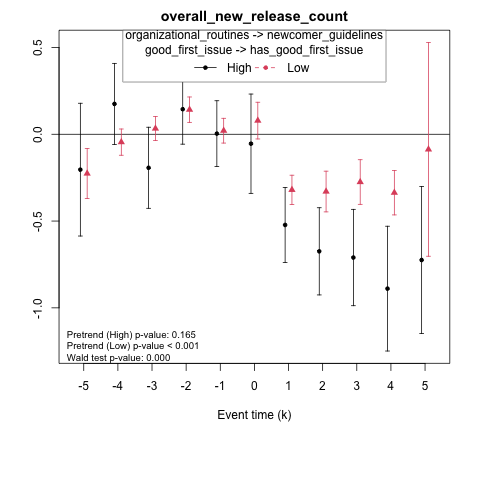 overall_new_release_count
organizational_routines -> newcomer_guidelines
good_first_issue -> has_good_first_issue
High Low
0.5
0.0
-0.5
-1.0
Pretrend (High) p-value: 0.165
Pretrend (Low) p-value < 0.001
Wald test p-value: 0.000
-5 -4 -3 -2 -1 0 1 2 3 4 5
Event time (k)